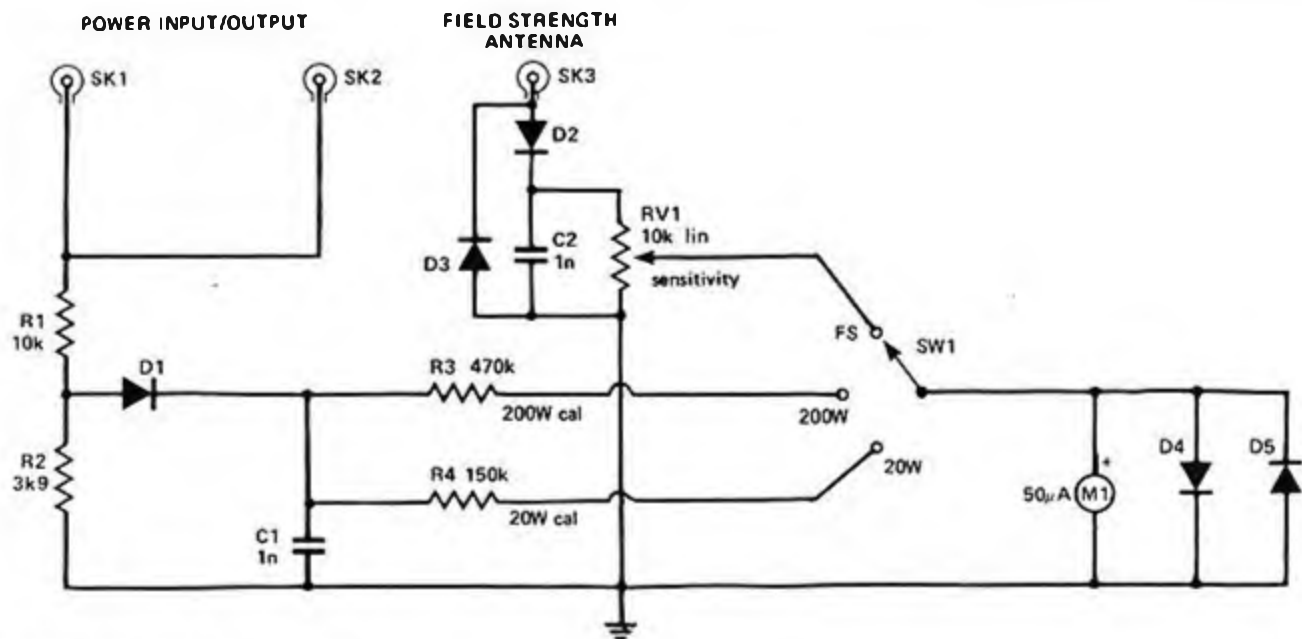 POWER INPUT/OUTPUT
FIELD STRENGTH
ANTENNA
SK1
SK2
SK3
D2
RV1
10k lin
sensitivity
C2
1n
D3
R1
10k
D1
R3 470k
200W cal
FS
SW1
200W
20W
R2
3k9
R4 150k
20W cal
C1
1n
50μA
M1
+
D4
D5